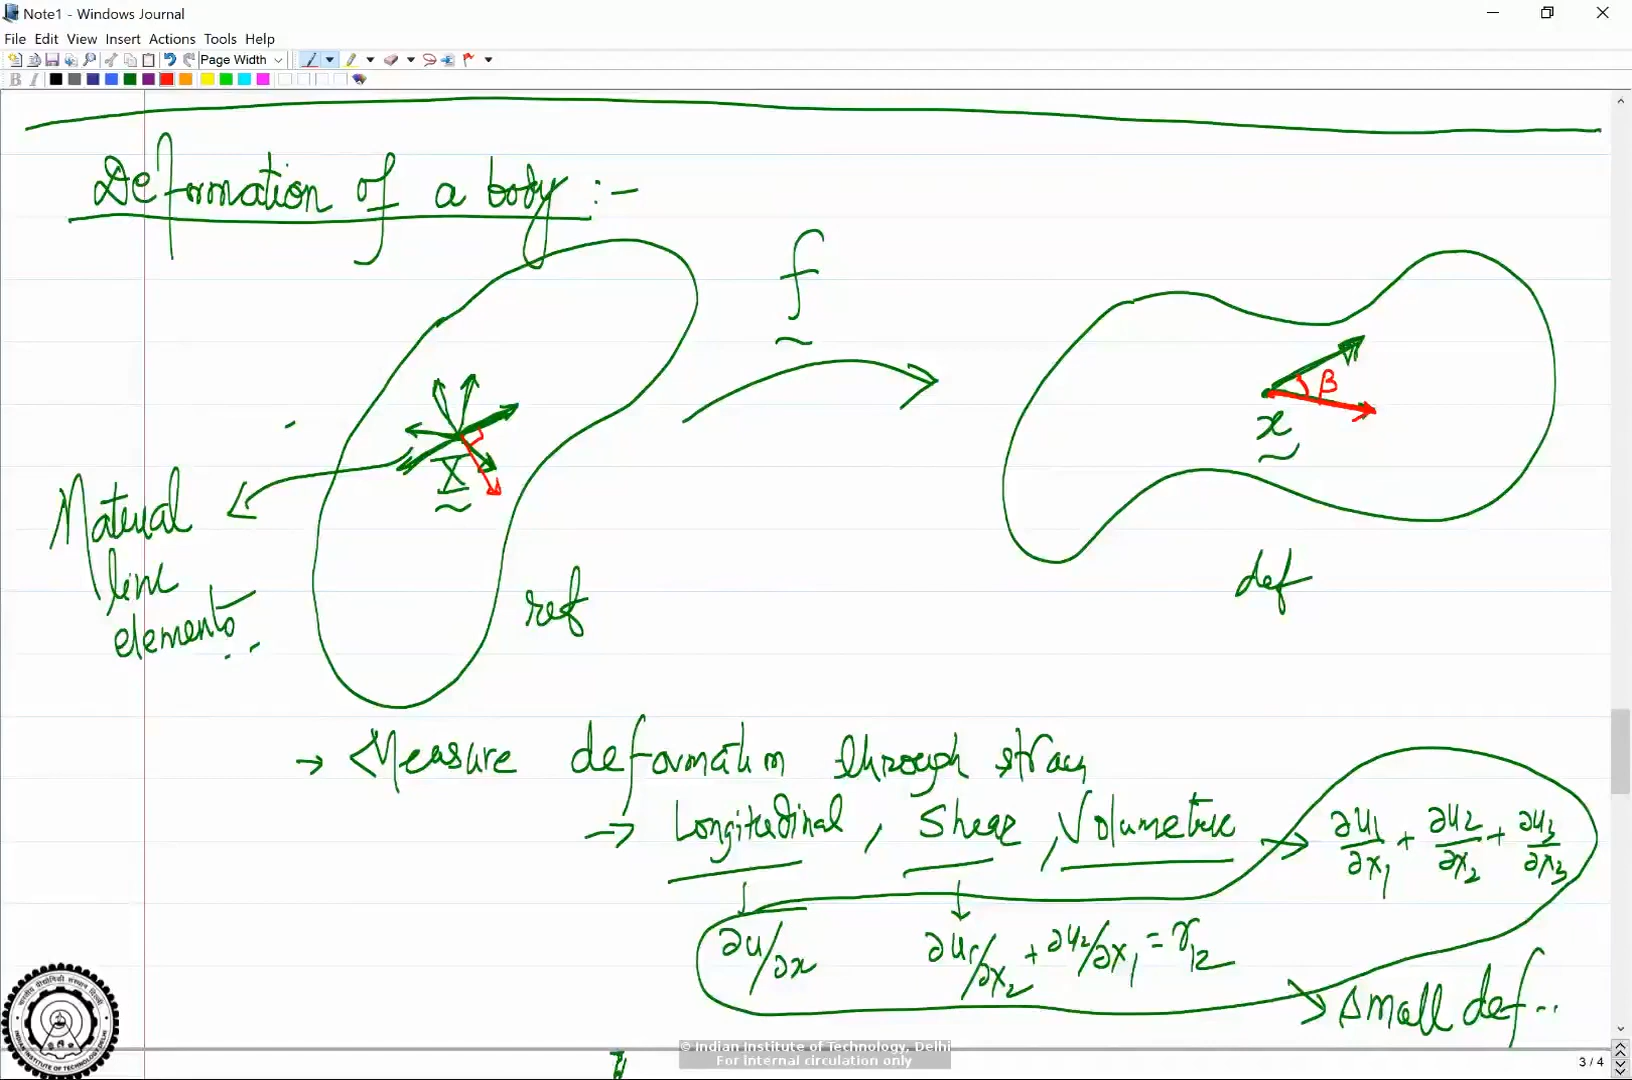 Note1 - Windows Journal
File Edit View Insert Actions Tools Help
Page Width
B I
Deformation of a body :-
f
β
X
x
Material
line
elements
ref
def
→ Measure deformation through strain
→ Longitudinal, Shear, Volumetric → ∂u₁/∂X₁ + ∂u₂/∂X₂ + ∂u₃/∂X₃
∂u/∂x ∂u₁/∂X₂ + ∂u₂/∂X₁ = γ₁₂
→ small def..
© Indian Institute of Technology, Delhi
For internal circulation only
3 / 4